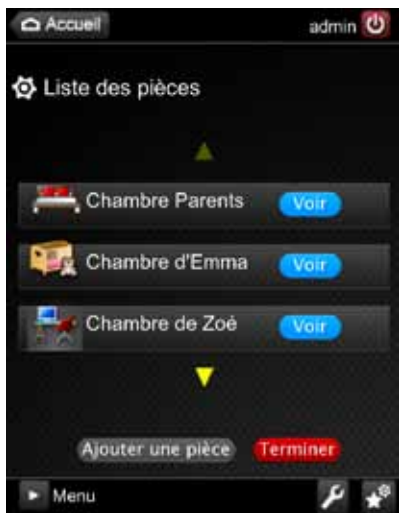 Accueil
admin
Liste des pièces
Chambre Parents
Voir
Chambre d'Emma
Voir
Chambre de Zoé
Voir
Ajouter une pièce
Terminer
Menu